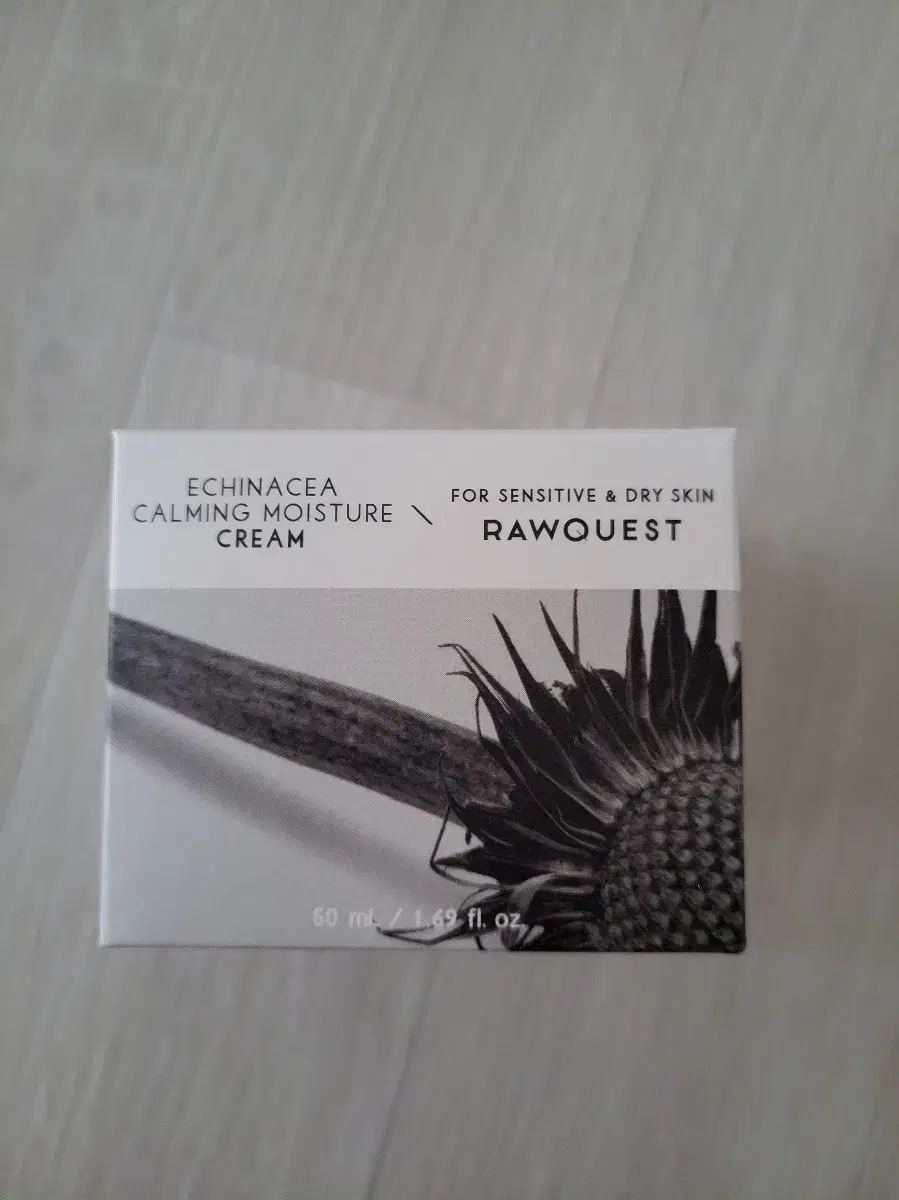 ECHINACEA
CALMING MOISTURE
CREAM
\
FOR SENSITIVE & DRY SKIN
RAWQUEST
60 ml / 1.69 fl. oz.